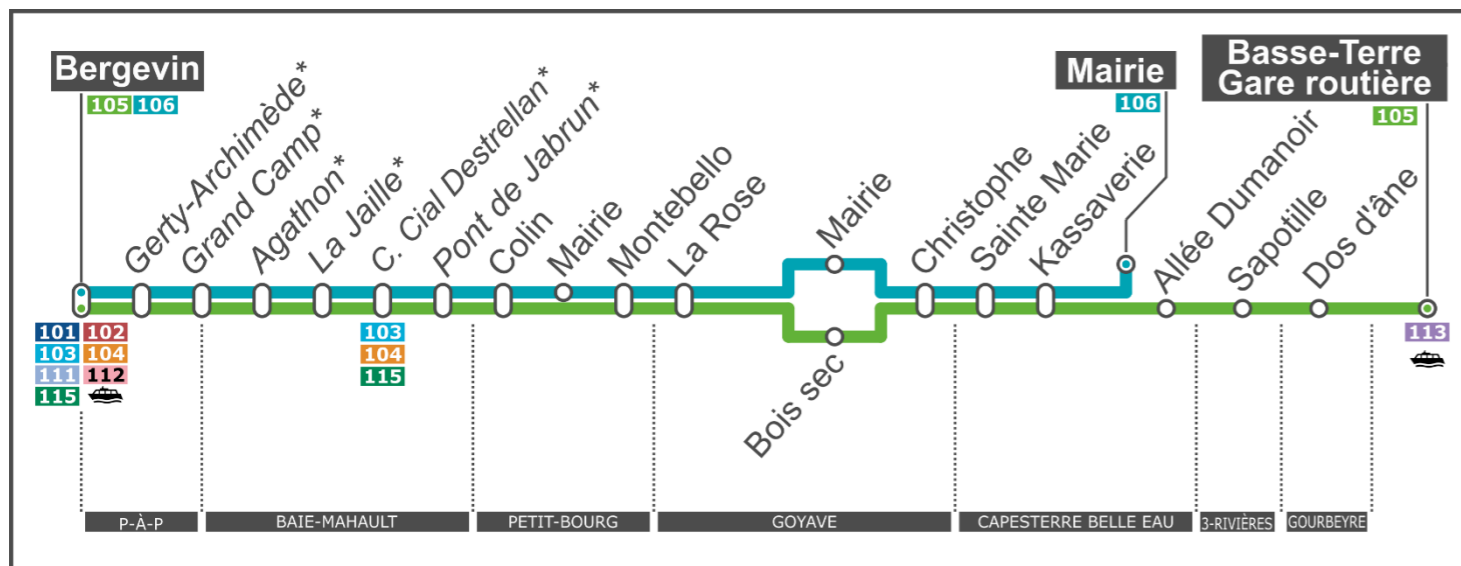 Bergevin
105 106
Gerty-Archimède*
Grand Camp*
Agathon*
La Jaille*
C. Cial Destrellan*
Pont de Jabrun*
Colin
Mairie
Montebello
La Rose
Mairie
Bois sec
Christophe
Sainte Marie
Kassaverie
Mairie
106
Allée Dumanoir
Sapotille
Dos d'âne
Basse-Terre
Gare routière
105
101 102
103 104
111 112
115
103
104
115
113
P-À-P
BAIE-MAHAULT
PETIT-BOURG
GOYAVE
CAPESTERRE BELLE EAU
3-RIVIÈRES
GOURBEYRE